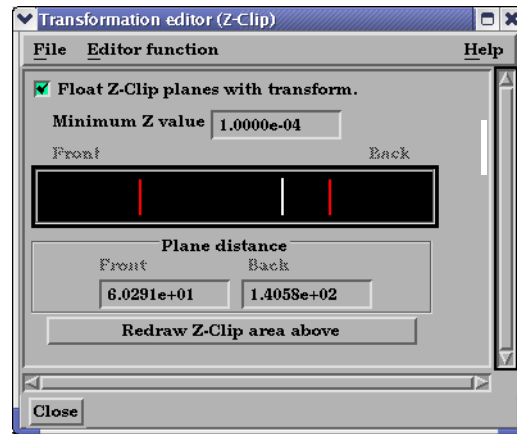 Transformation editor (Z-Clip)
File Editor function Help
Float Z-Clip planes with transform.
Minimum Z value 1.0000e-04
Front Back
Plane distance
Front Back
6.0291e+01 1.4058e+02
Redraw Z-Clip area above
Close